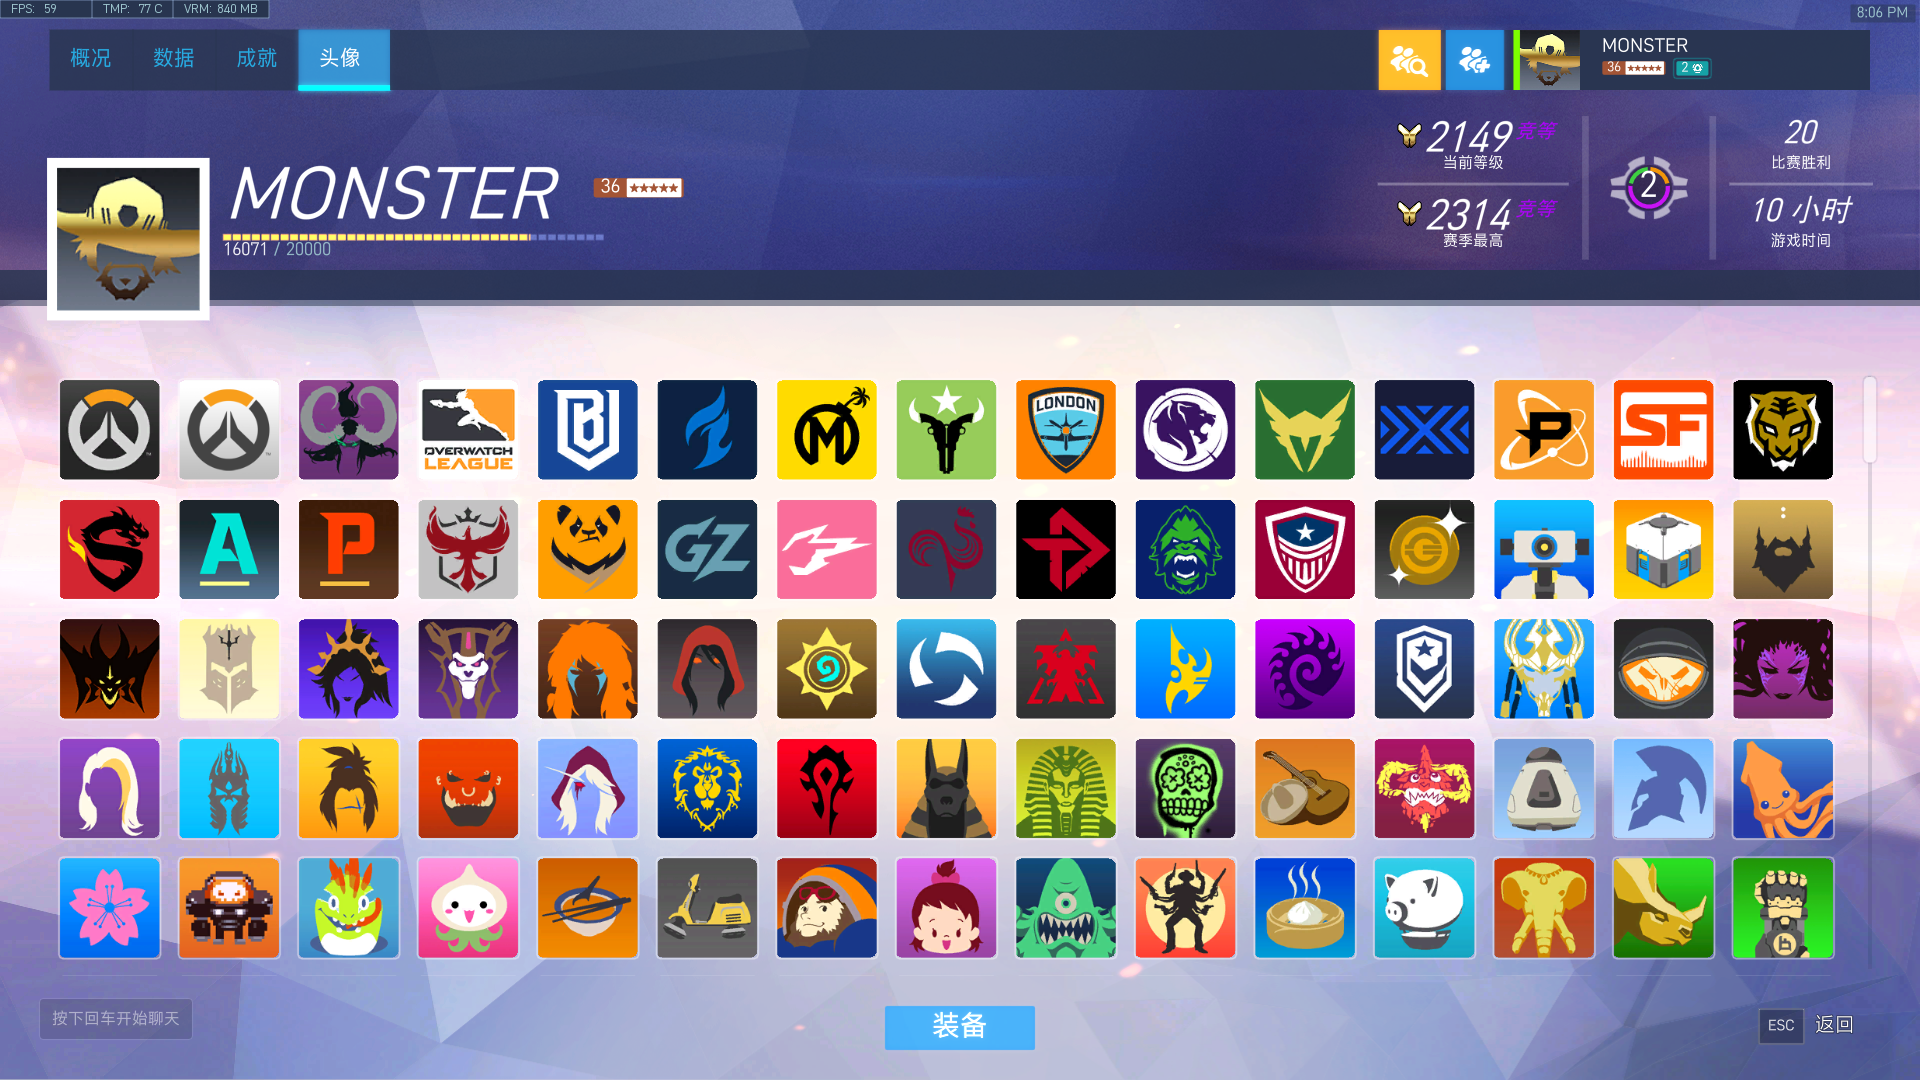 FPS: 59 TMP: 77 C VRM: 840 MB
8:06 PM
概况 数据 成就 头像
MONSTER
36 ★★★★★ 2
MONSTER
36 ★★★★★
16071 / 20000
2149 竞等
当前等级
2314 竞等
赛季最高
2
20
比赛胜利
10 小时
游戏时间
OVERWATCH
LEAGUE
B
M
LONDON
P
SF
S
A
P
GZ
按下回车开始聊天
装备
ESC 返回